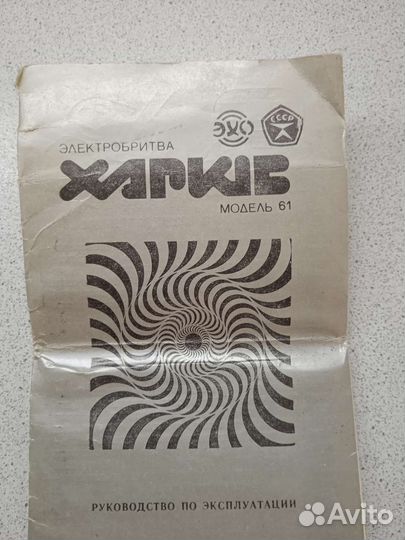 ЭХО
СССР
ЭЛЕКТРОБРИТВА
ХАРКІВ
МОДЕЛЬ 61
РУКОВОДСТВО ПО ЭКСПЛУАТАЦИИ
Avito